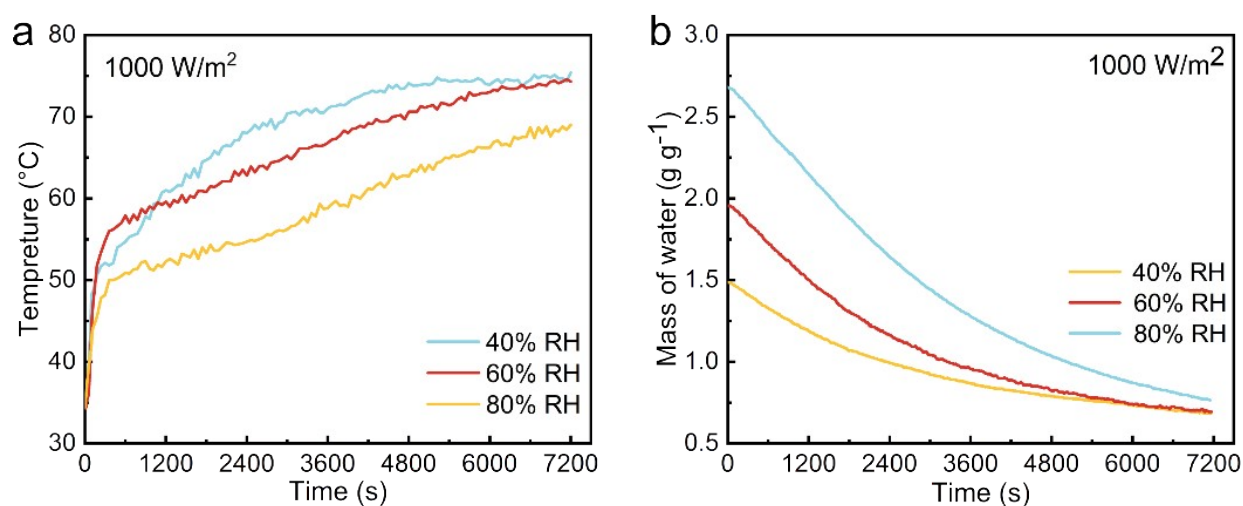 a
1000 W/m²
Tempreture (°C)
80
70
60
50
40
30
0 1200 2400 3600 4800 6000 7200
Time (s)
40% RH
60% RH
80% RH
b
1000 W/m²
Mass of water (g g⁻¹)
3.0
2.5
2.0
1.5
1.0
0.5
0 1200 2400 3600 4800 6000 7200
Time (s)
40% RH
60% RH
80% RH